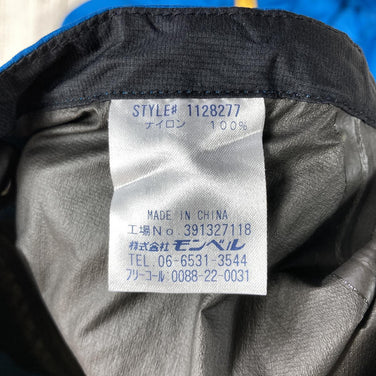 STYLE# 1128277
ナイロン 100%
MADE IN CHINA
工場No.391327118
株式会社 モンベル
TEL.06-6531-3544
フリーコール:0088-22-0031